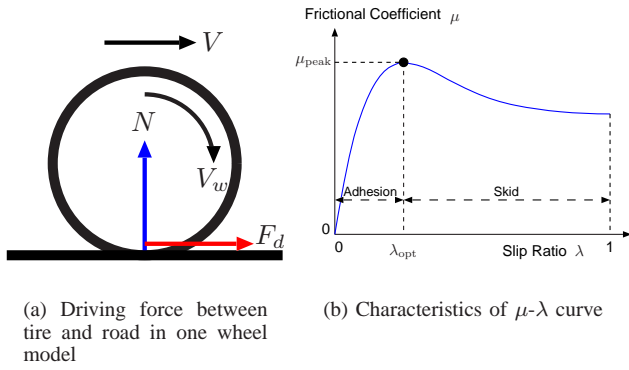 V
N
V_w
F_d
(a) Driving force between
tire and road in one wheel
model
Frictional Coefficient μ
μ_peak
Adhesion
Skid
0
0
λ_opt
Slip Ratio λ
1
(b) Characteristics of μ-λ curve